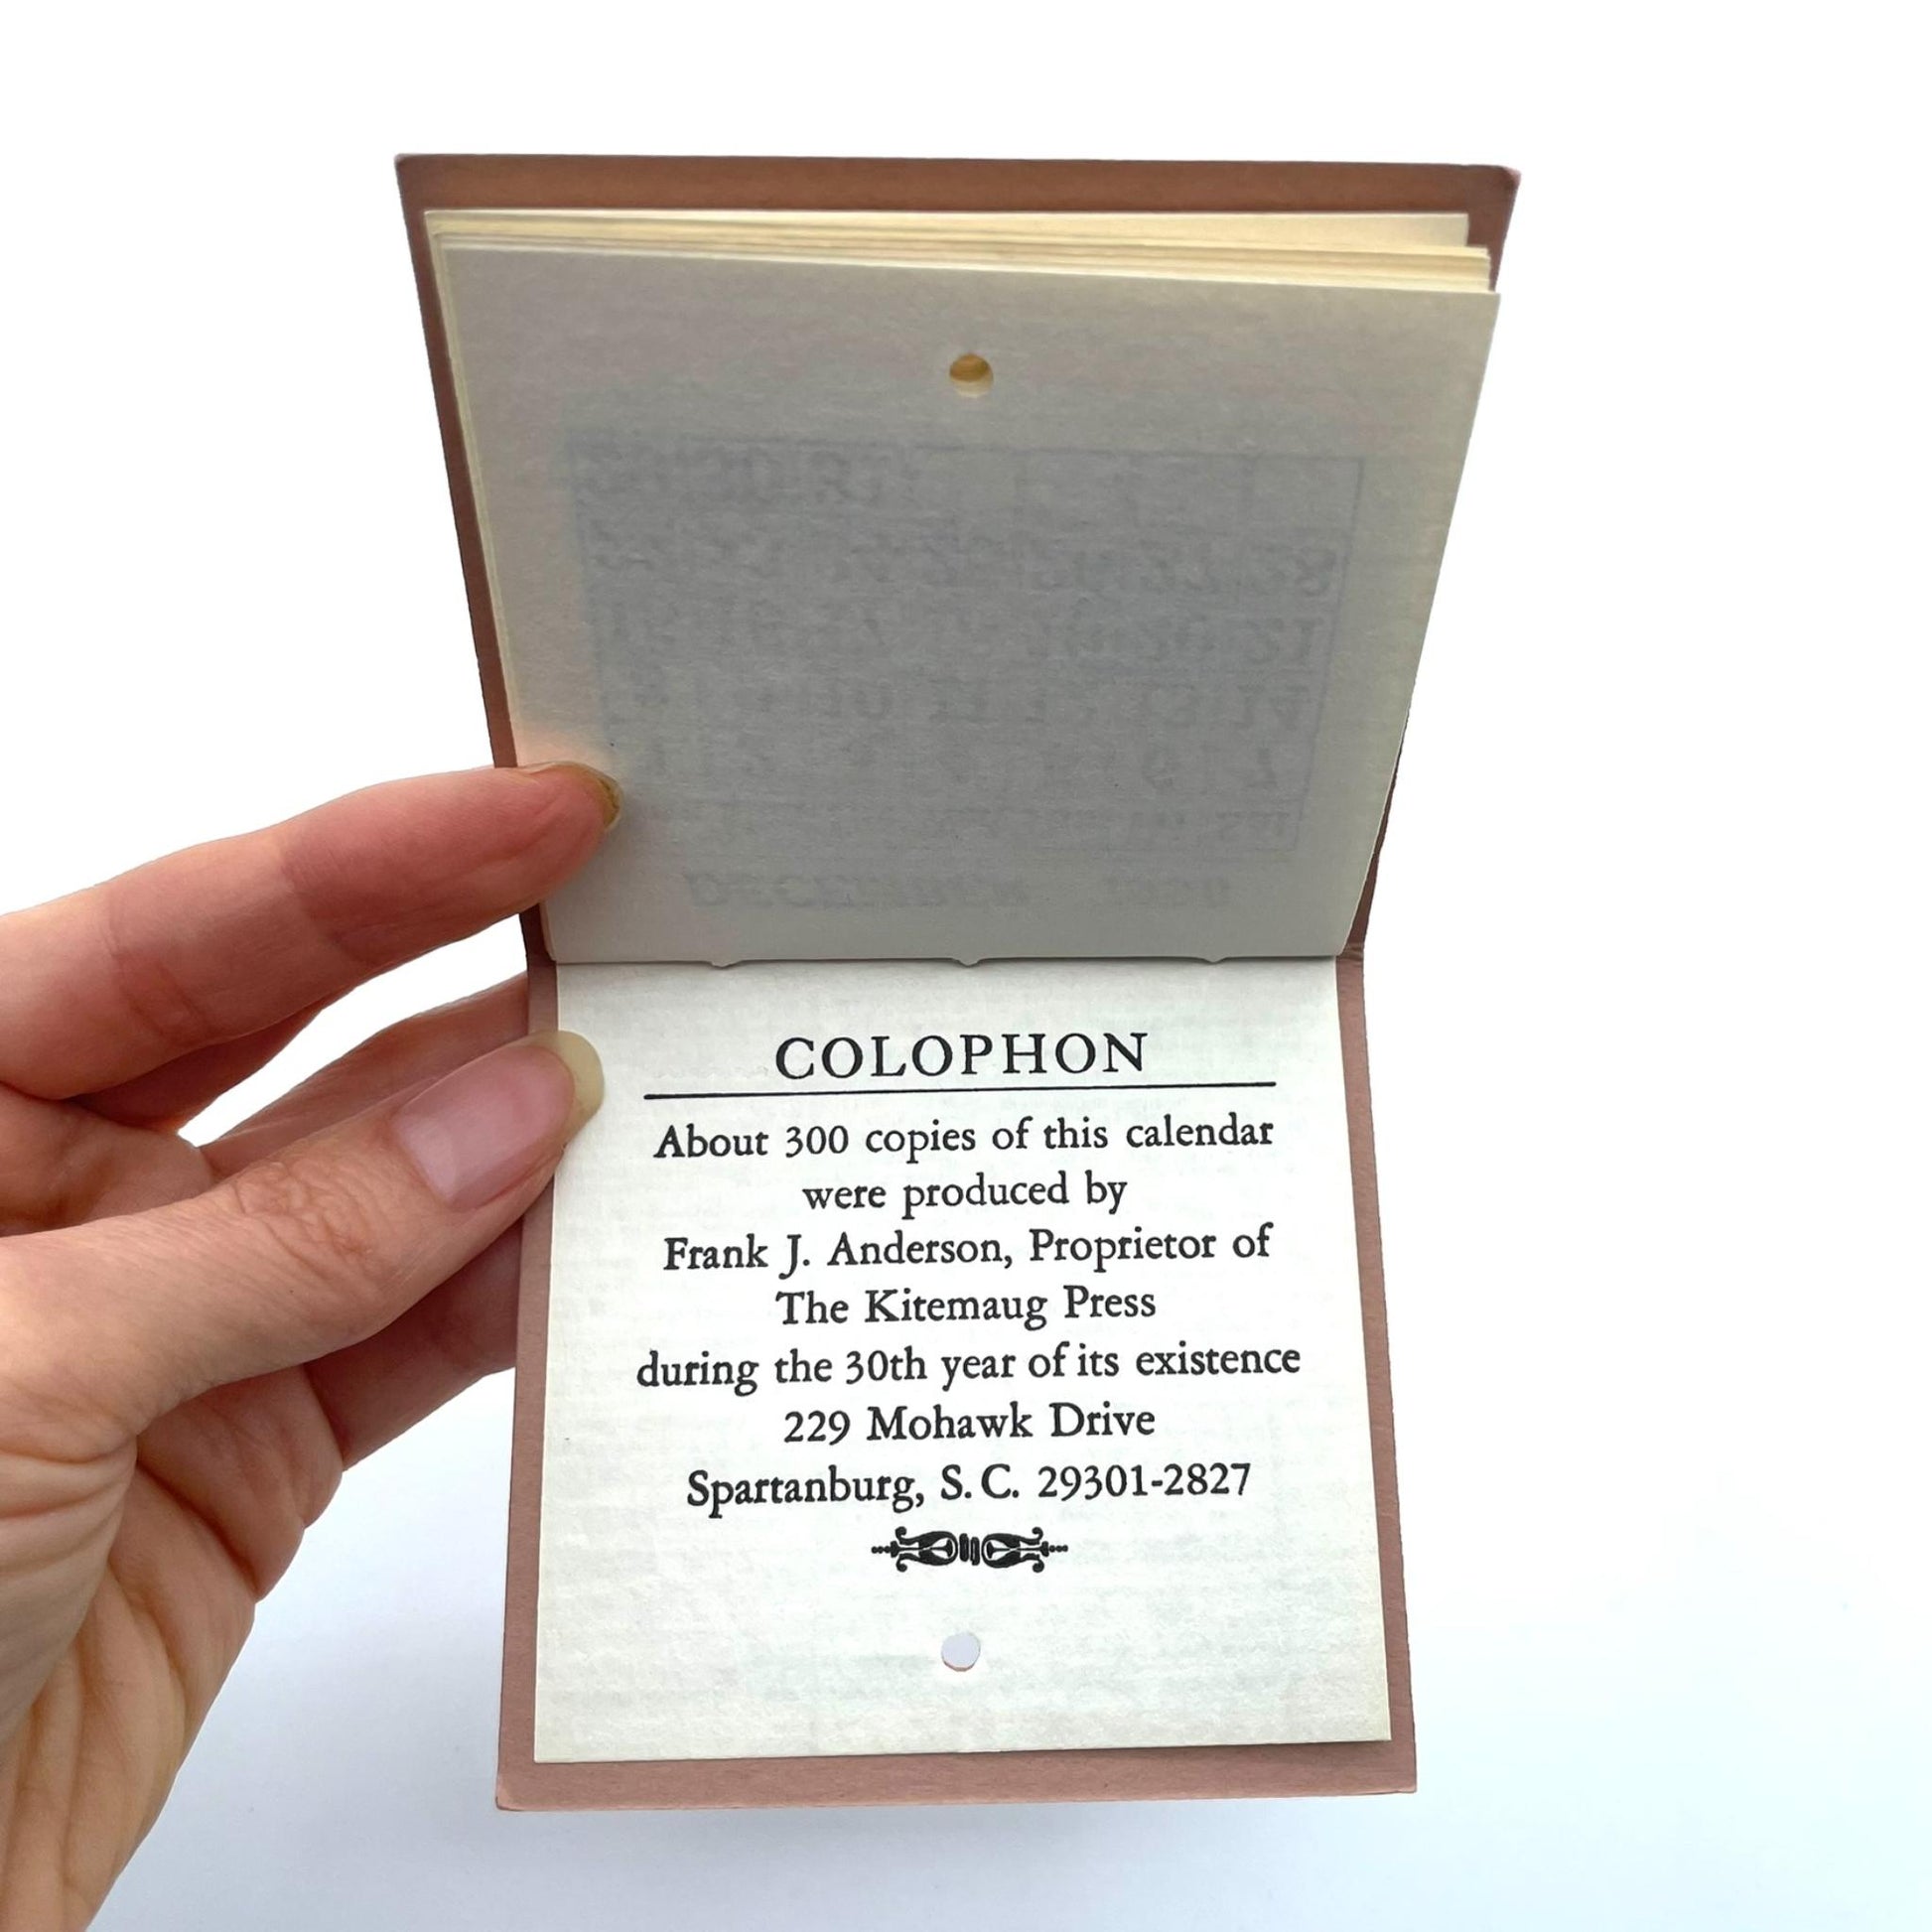 COLOPHON
About 300 copies of this calendar
were produced by
Frank J. Anderson, Proprietor of
The Kitemaug Press
during the 30th year of its existence
229 Mohawk Drive
Spartanburg, S. C. 29301-2827